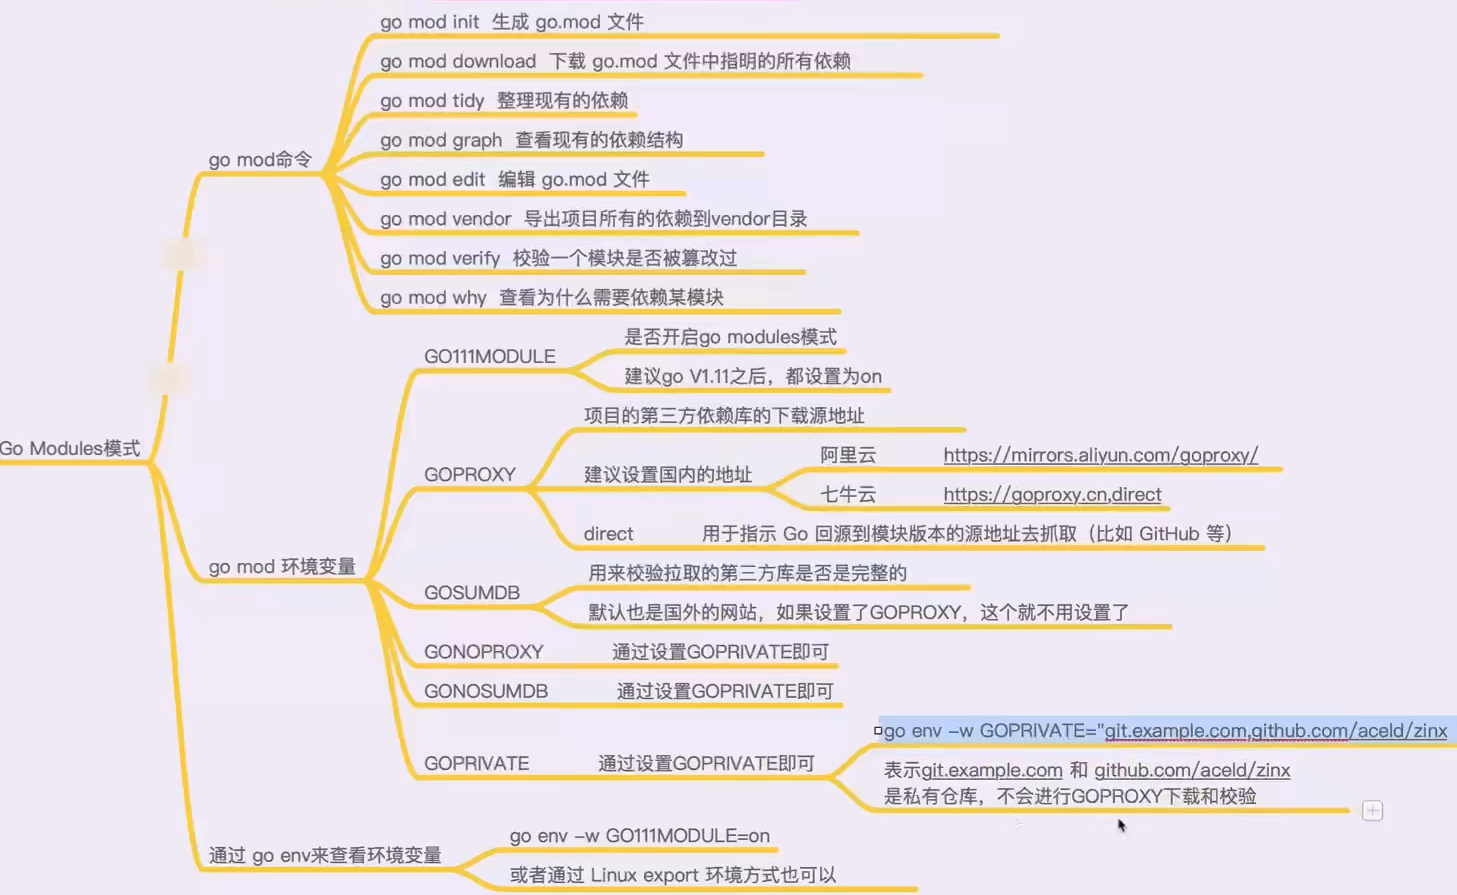 go mod init 生成 go.mod 文件
go mod download 下载 go.mod 文件中指明的所有依赖
go mod tidy 整理现有的依赖
go mod graph 查看现有的依赖结构
go mod命令
go mod edit 编辑 go.mod 文件
go mod vendor 导出项目所有的依赖到vendor目录
go mod verify 校验一个模块是否被篡改过
go mod why 查看为什么需要依赖某模块
Go Modules模式
go mod 环境变量
GO111MODULE
是否开启go modules模式
建议go V1.11之后，都设置为on
GOPROXY
项目的第三方依赖库的下载源地址
建议设置国内的地址
阿里云 https://mirrors.aliyun.com/goproxy/
七牛云 https://goproxy.cn,direct
direct 用于指示 Go 回源到模块版本的源地址去抓取（比如 GitHub 等）
GOSUMDB
用来校验拉取的第三方库是否是完整的
默认也是国外的网站，如果设置了GOPROXY，这个就不用设置了
GONOPROXY 通过设置GOPRIVATE即可
GONOSUMDB 通过设置GOPRIVATE即可
GOPRIVATE 通过设置GOPRIVATE即可
go env -w GOPRIVATE="git.example.com,github.com/aceld/zinx
表示git.example.com 和 github.com/aceld/zinx
是私有仓库，不会进行GOPROXY下载和校验
通过 go env来查看环境变量
go env -w GO111MODULE=on
或者通过 Linux export 环境方式也可以